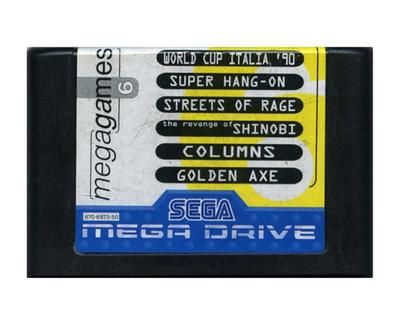 megagames 6
WORLD CUP ITALIA '90
SUPER HANG-ON
STREETS OF RAGE
the revenge of SHINOBI
COLUMNS
GOLDEN AXE
SEGA
670-6873-50
MEGA DRIVE